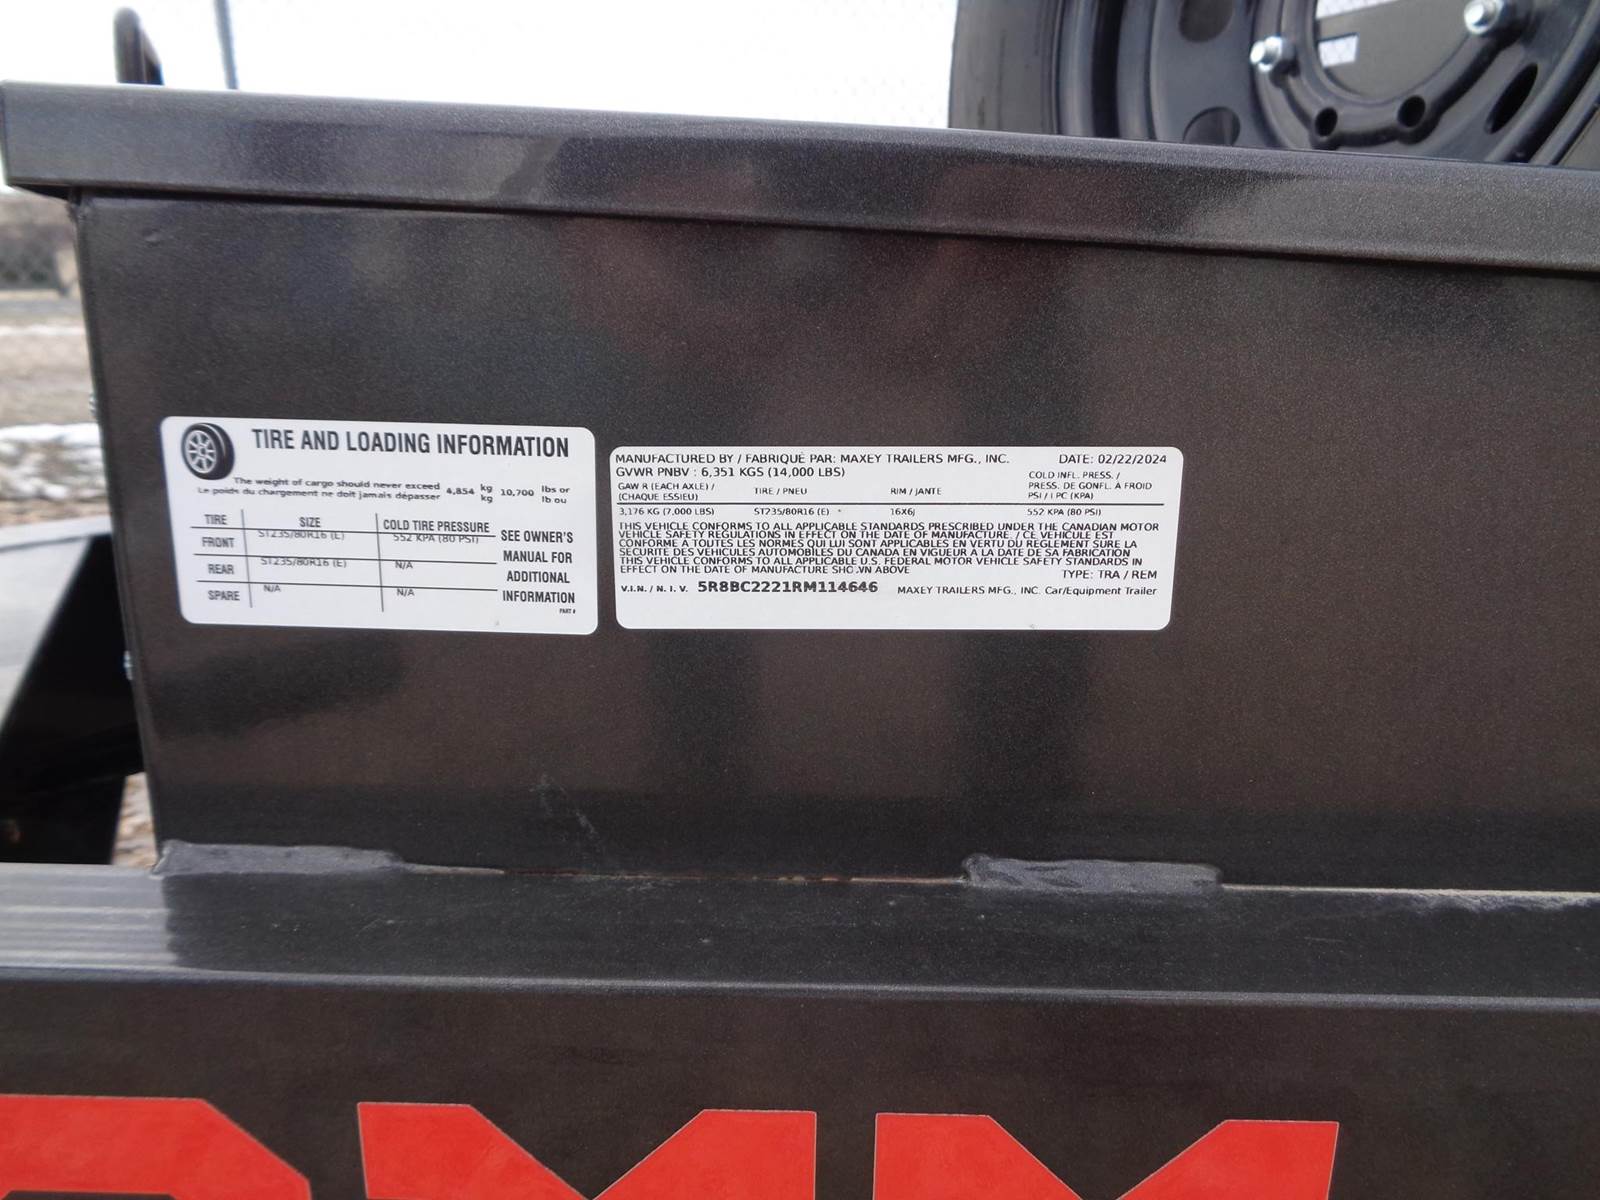 TIRE AND LOADING INFORMATION
The weight of cargo should never exceed 4,854 kg 10,700 lbs or
Le poids du chargement ne doit jamais dépasser kg lb ou
TIRE SIZE COLD TIRE PRESSURE
FRONT ST235/80R16 (E) 552 KPA (80 PSI)
REAR ST235/80R16 (E) N/A
SPARE N/A N/A
SEE OWNER'S
MANUAL FOR
ADDITIONAL
INFORMATION
PART #
MANUFACTURED BY / FABRIQUÉ PAR: MAXEY TRAILERS MFG., INC. DATE: 02/22/2024
GVWR PNBV : 6,351 KGS (14,000 LBS)
GAW R (EACH AXLE) /
(CHAQUE ESSIEU)
TIRE / PNEU
RIM / JANTE
COLD INFL. PRESS. /
PRESS. DE GONFL. À FROID
PSI / LPC (KPA)
3,176 KG (7,000 LBS) ST235/80R16 (E) 16X6J 552 KPA (80 PSI)
THIS VEHICLE CONFORMS TO ALL APPLICABLE STANDARDS PRESCRIBED UNDER THE CANADIAN MOTOR
VEHICLE SAFETY REGULATIONS IN EFFECT ON THE DATE OF MANUFACTURE. / CE VÉHICULE EST
CONFORME À TOUTES LES NORMES QUI LUI SONT APPLICABLES EN VERTU DU RÈGLEMENT SUR LA
SÉCURITÉ DES VÉHICULES AUTOMOBILES DU CANADA EN VIGUEUR À LA DATE DE SA FABRICATION
THIS VEHICLE CONFORMS TO ALL APPLICABLE U.S. FEDERAL MOTOR VEHICLE SAFETY STANDARDS IN
EFFECT ON THE DATE OF MANUFACTURE SHOWN ABOVE
TYPE: TRA / REM
V.I.N. / N. I. V. 5R8BC2221RM114646 MAXEY TRAILERS MFG., INC. Car/Equipment Trailer